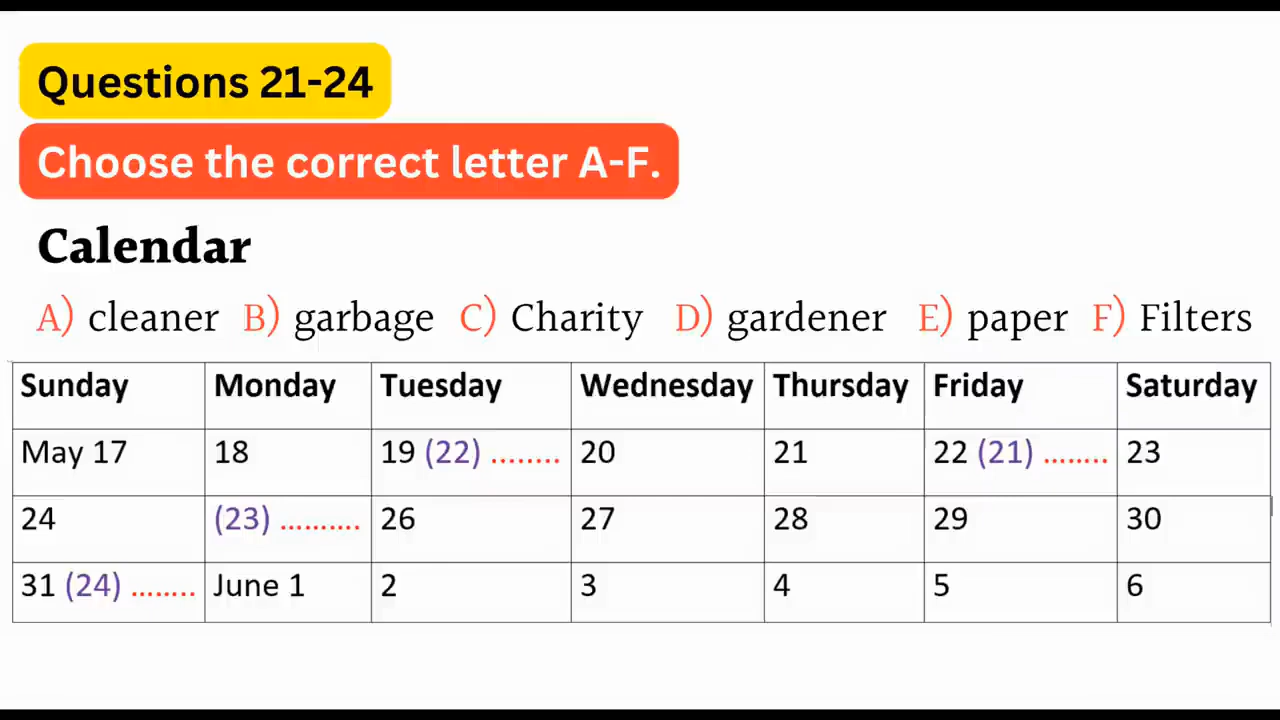 Questions 21-24
Choose the correct letter A-F.
Calendar
A) cleaner B) garbage C) Charity D) gardener E) paper F) Filters
Sunday Monday Tuesday Wednesday Thursday Friday Saturday
May 17 18 19 (22) ........ 20 21 22 (21) ........ 23
24 (23) .......... 26 27 28 29 30
31 (24) ........ June 1 2 3 4 5 6